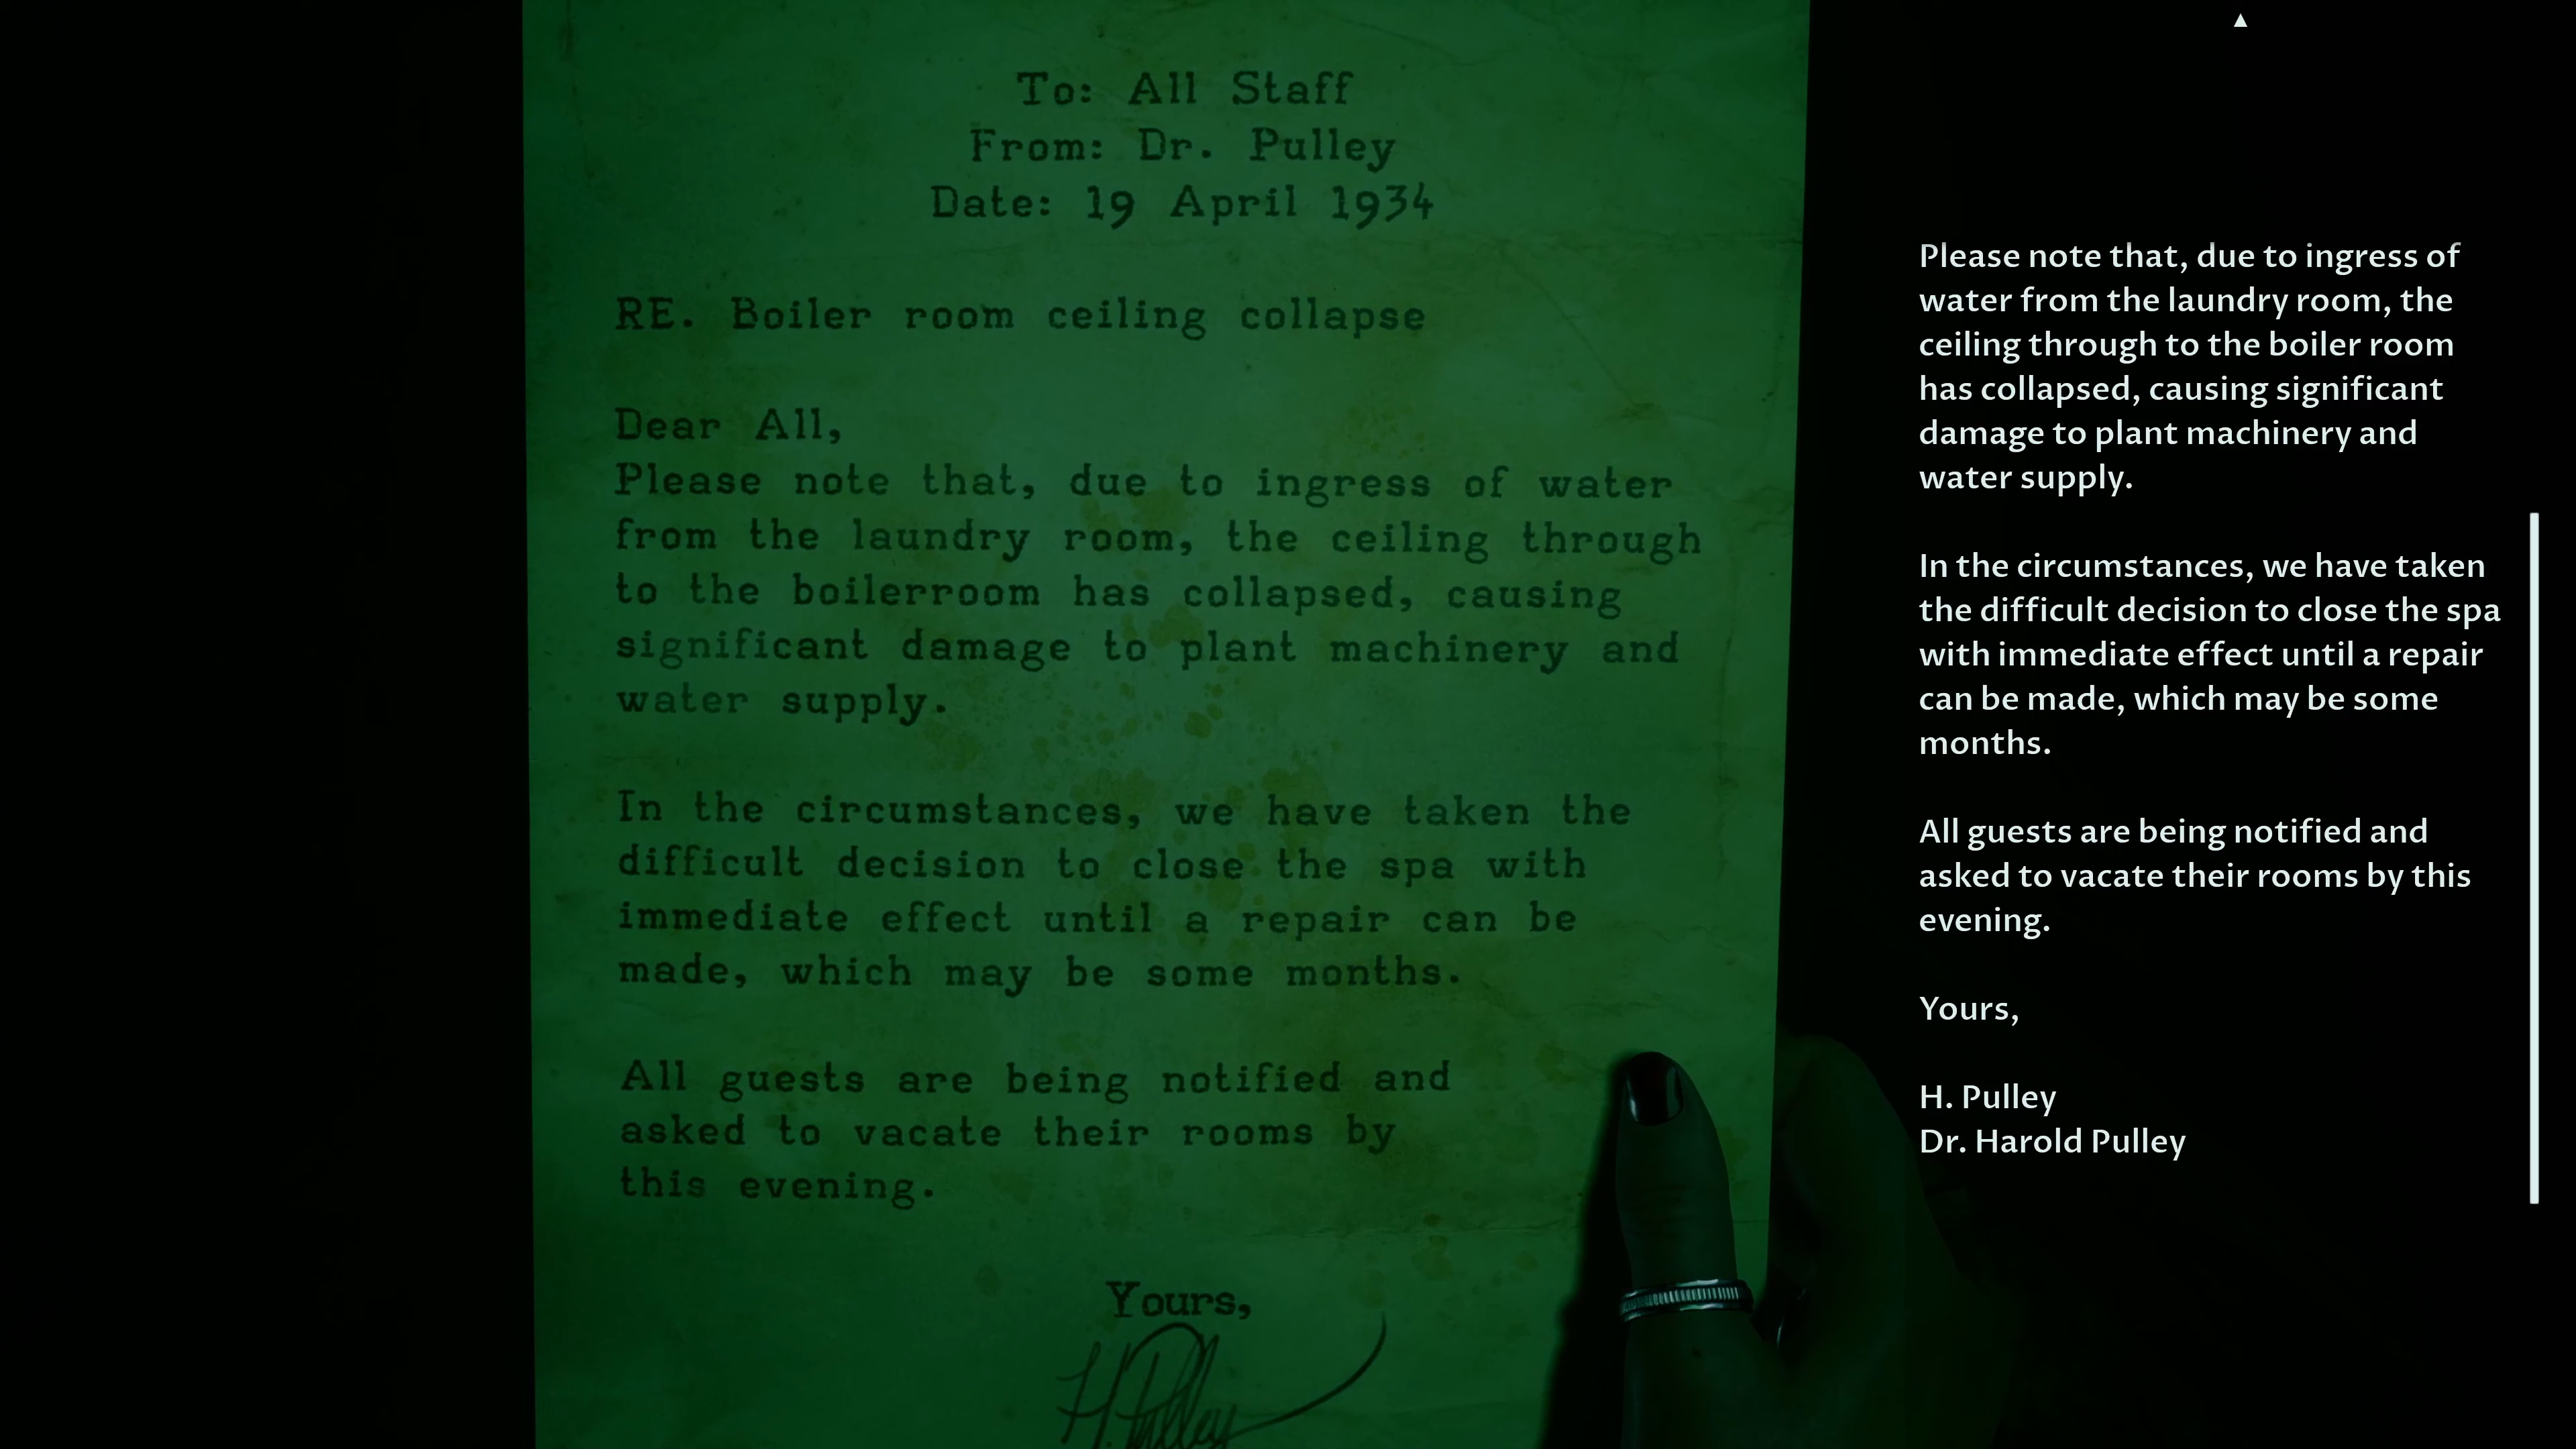 To: All Staff
From: Dr. Pulley
Date: 19 April 1934
RE. Boiler room ceiling collapse
Dear All,
Please note that, due to ingress of water
from the laundry room, the ceiling through
to the boilerroom has collapsed, causing
significant damage to plant machinery and
water supply.
In the circumstances, we have taken the
difficult decision to close the spa with
immediate effect until a repair can be
made, which may be some months.
All guests are being notified and
asked to vacate their rooms by
this evening.
Yours,
H. Pulley
Please note that, due to ingress of
water from the laundry room, the
ceiling through to the boiler room
has collapsed, causing significant
damage to plant machinery and
water supply.
In the circumstances, we have taken
the difficult decision to close the spa
with immediate effect until a repair
can be made, which may be some
months.
All guests are being notified and
asked to vacate their rooms by this
evening.
Yours,
H. Pulley
Dr. Harold Pulley